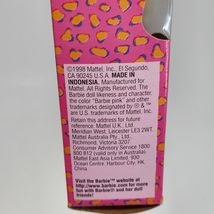 ©1998 Mattel, Inc., El Segundo,
CA 90245 U.S.A. MADE IN
INDONESIA. Manufactured for
Mattel. All Rights Reserved. The
Barbie doll likeness and character,
the color "Barbie pink" and other
trademarks designated by ® & ™
are U.S. trademarks of Mattel, Inc.
Retain this address for future
reference: Mattel U.K., Ltd
Meridian West, Leicester LE3 2WT.
Mattel Australia Pty., Ltd.,
Richmond, Victoria 3207.
Consumer Advisory Service 1800
800 812 (valid only in Australia)
Mattel East Asia Limited, 930
Ocean Centre, Harbour City, HK,
China.
Visit the Barbie™ website at
http://www.barbie.com for more
fun with Barbie® and her
friends!